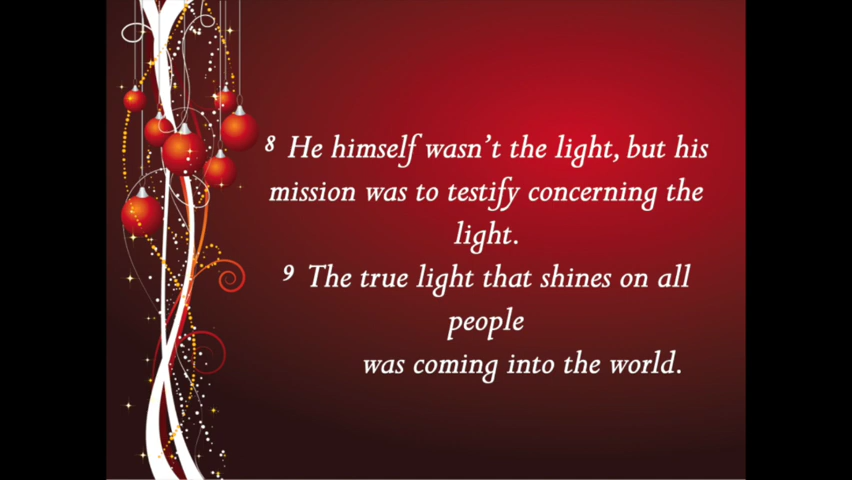 8 He himself wasn't the light, but his
mission was to testify concerning the
light.
9 The true light that shines on all
people
was coming into the world.